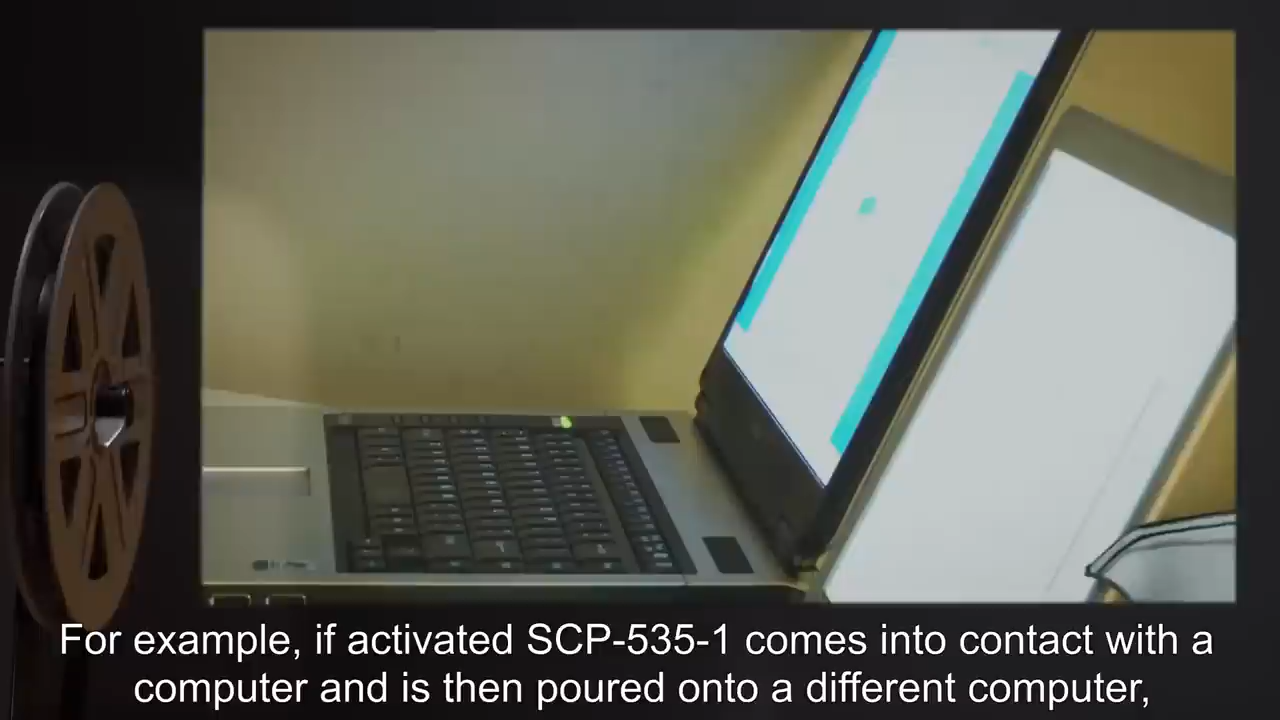 For example, if activated SCP-535-1 comes into contact with a
computer and is then poured onto a different computer,